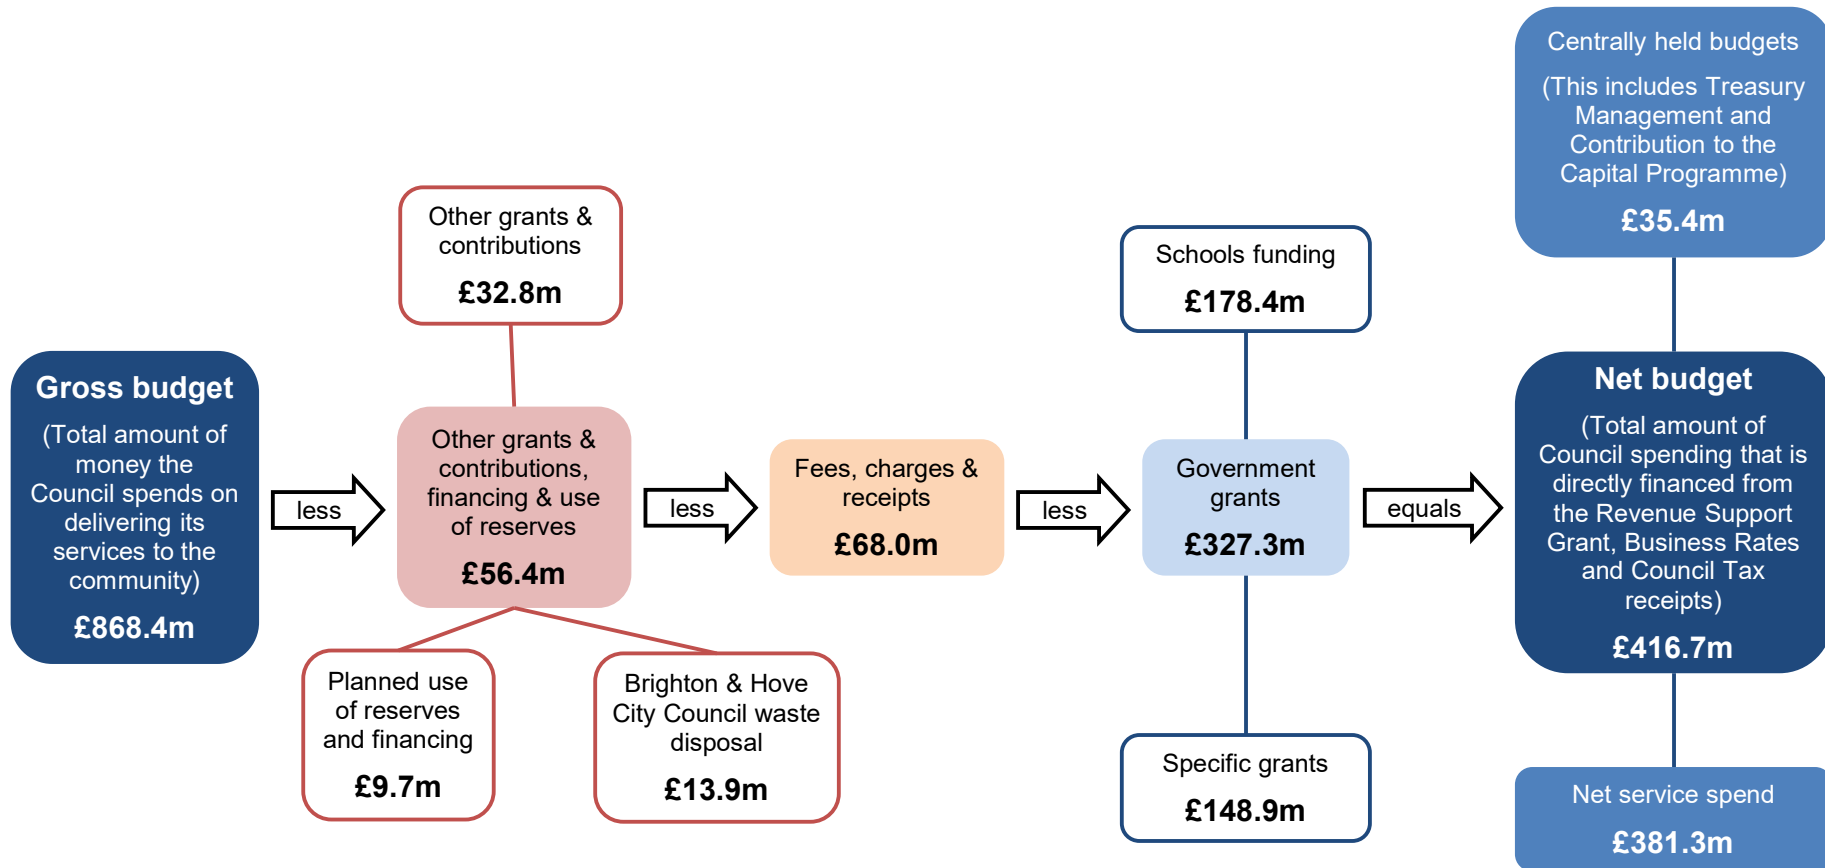 Gross budget
(Total amount of
money the
Council spends on
delivering its
services to the
community)
£868.4m
less
Other grants &
contributions
£32.8m
Other grants &
contributions,
financing & use
of reserves
£56.4m
Planned use
of reserves
and financing
£9.7m
Brighton & Hove
City Council waste
disposal
£13.9m
less
Fees, charges &
receipts
£68.0m
less
Schools funding
£178.4m
Government
grants
£327.3m
Specific grants
£148.9m
equals
Centrally held budgets
(This includes Treasury
Management and
Contribution to the
Capital Programme)
£35.4m
Net budget
(Total amount of
Council spending that is
directly financed from
the Revenue Support
Grant, Business Rates
and Council Tax
receipts)
£416.7m
Net service spend
£381.3m